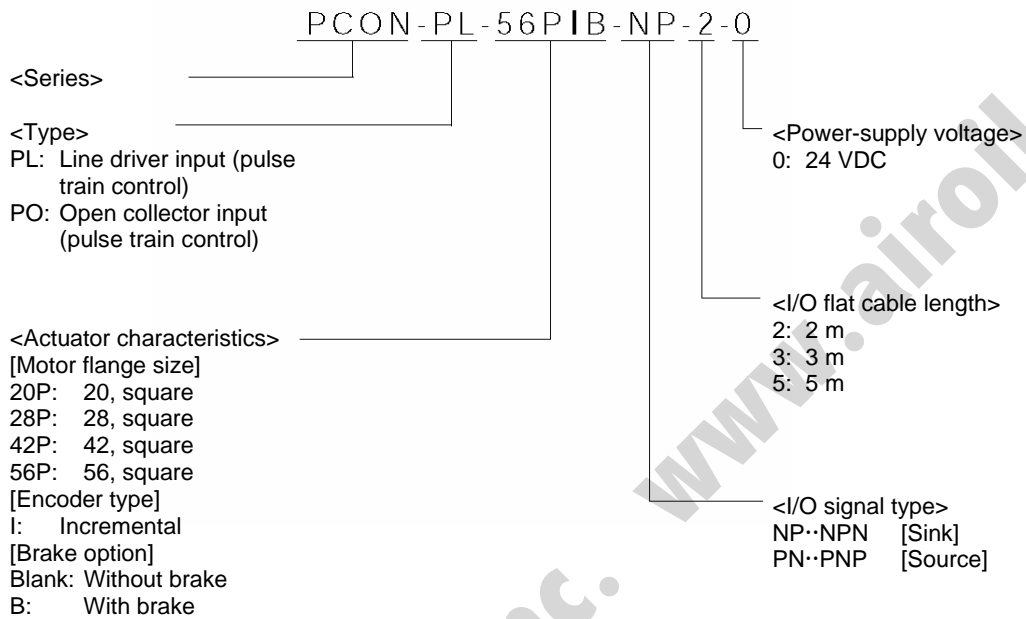 PCON-PL-56PIB-NP-2-0
<Series>
<Type>
PL: Line driver input (pulse
train control)
PO: Open collector input
(pulse train control)
<Actuator characteristics>
[Motor flange size]
20P: 20, square
28P: 28, square
42P: 42, square
56P: 56, square
[Encoder type]
I: Incremental
[Brake option]
Blank: Without brake
B: With brake
<Power-supply voltage>
0: 24 VDC
<I/O flat cable length>
2: 2 m
3: 3 m
5: 5 m
<I/O signal type>
NP··NPN [Sink]
PN··PNP [Source]
nc. www.airoil